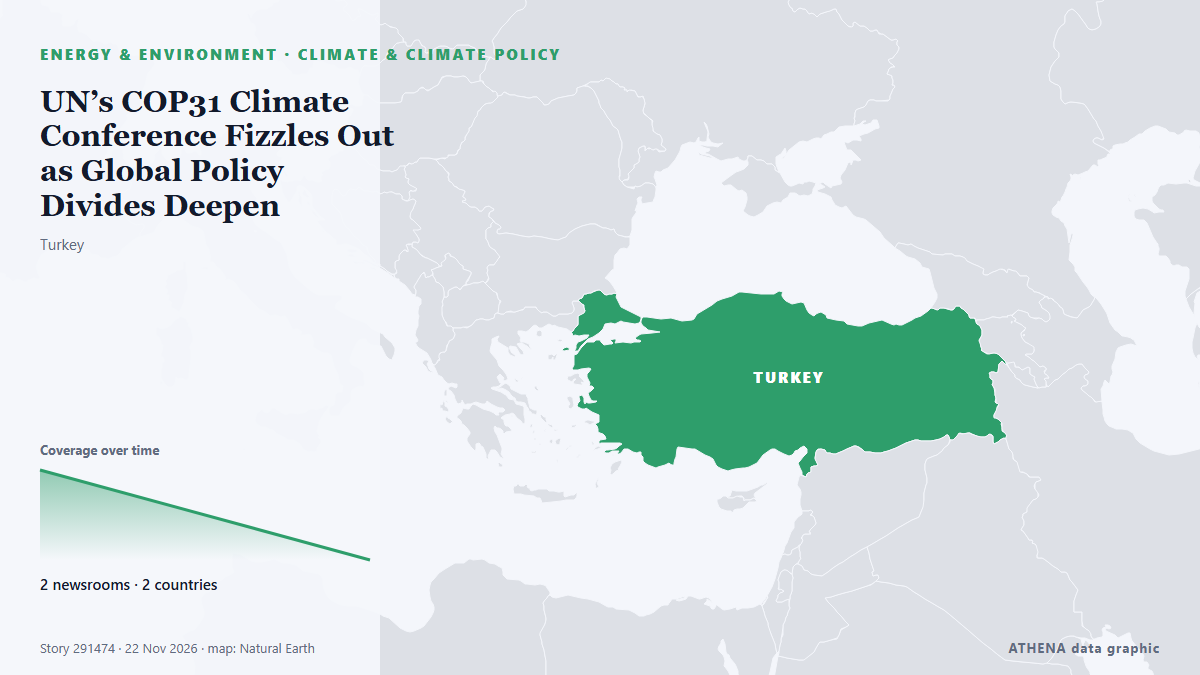 ENERGY & ENVIRONMENT · CLIMATE & CLIMATE POLICY
UN’s COP31 Climate
Conference Fizzles Out
as Global Policy
Divides Deepen
Turkey
TURKEY
Coverage over time
2 newsrooms · 2 countries
Story 291474 · 22 Nov 2026 · map: Natural Earth
ATHENA data graphic